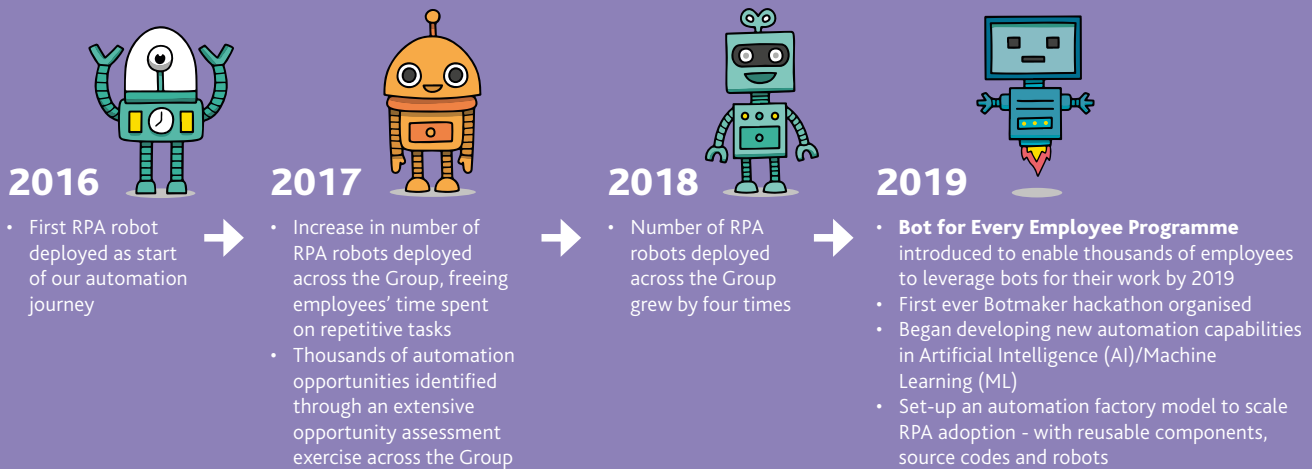 2016
• First RPA robot
deployed as start
of our automation
journey
2017
• Increase in number of
RPA robots deployed
across the Group, freeing
employees’ time spent
on repetitive tasks
• Thousands of automation
opportunities identified
through an extensive
opportunity assessment
exercise across the Group
2018
• Number of RPA
robots deployed
across the Group
grew by four times
2019
• Bot for Every Employee Programme
introduced to enable thousands of employees
to leverage bots for their work by 2019
• First ever Botmaker hackathon organised
• Began developing new automation capabilities
in Artificial Intelligence (AI)/Machine
Learning (ML)
• Set-up an automation factory model to scale
RPA adoption - with reusable components,
source codes and robots